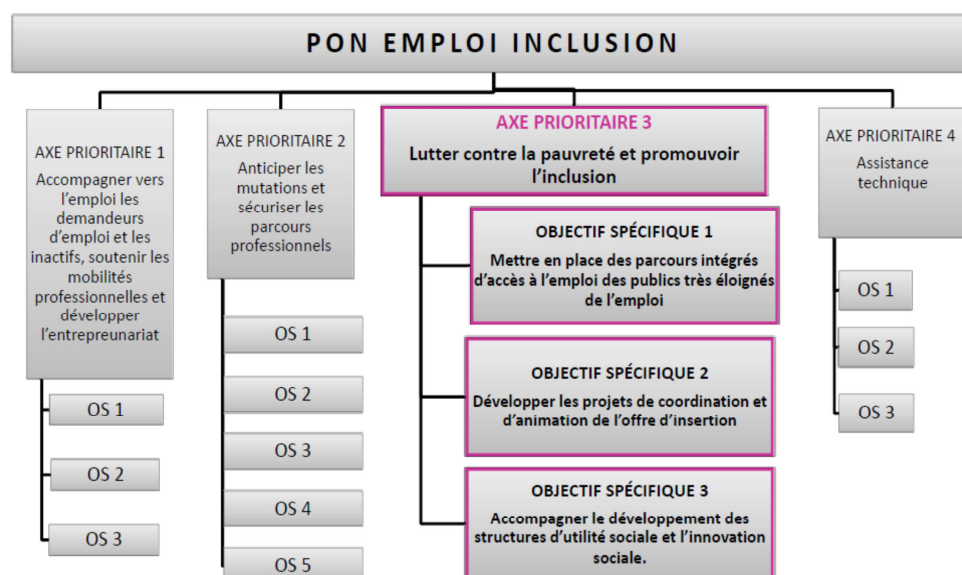 PON EMPLOI INCLUSION
AXE PRIORITAIRE 1
Accompagner vers
l'emploi les
demandeurs
d'emploi et les
inactifs, soutenir les
mobilités
professionnelles et
développer
l'entrepreunariat
OS 1
OS 2
OS 3
AXE PRIORITAIRE 2
Anticiper les
mutations et
sécuriser les
parcours
professionnels
OS 1
OS 2
OS 3
OS 4
OS 5
AXE PRIORITAIRE 3
Lutter contre la pauvreté et promouvoir
l'inclusion
OBJECTIF SPÉCIFIQUE 1
Mettre en place des parcours intégrés
d'accès à l'emploi des publics très éloignés
de l'emploi
OBJECTIF SPÉCIFIQUE 2
Développer les projets de coordination et
d'animation de l'offre d'insertion
OBJECTIF SPÉCIFIQUE 3
Accompagner le développement des
structures d'utilité sociale et l'innovation
sociale.
AXE PRIORITAIRE 4
Assistance
technique
OS 1
OS 2
OS 3